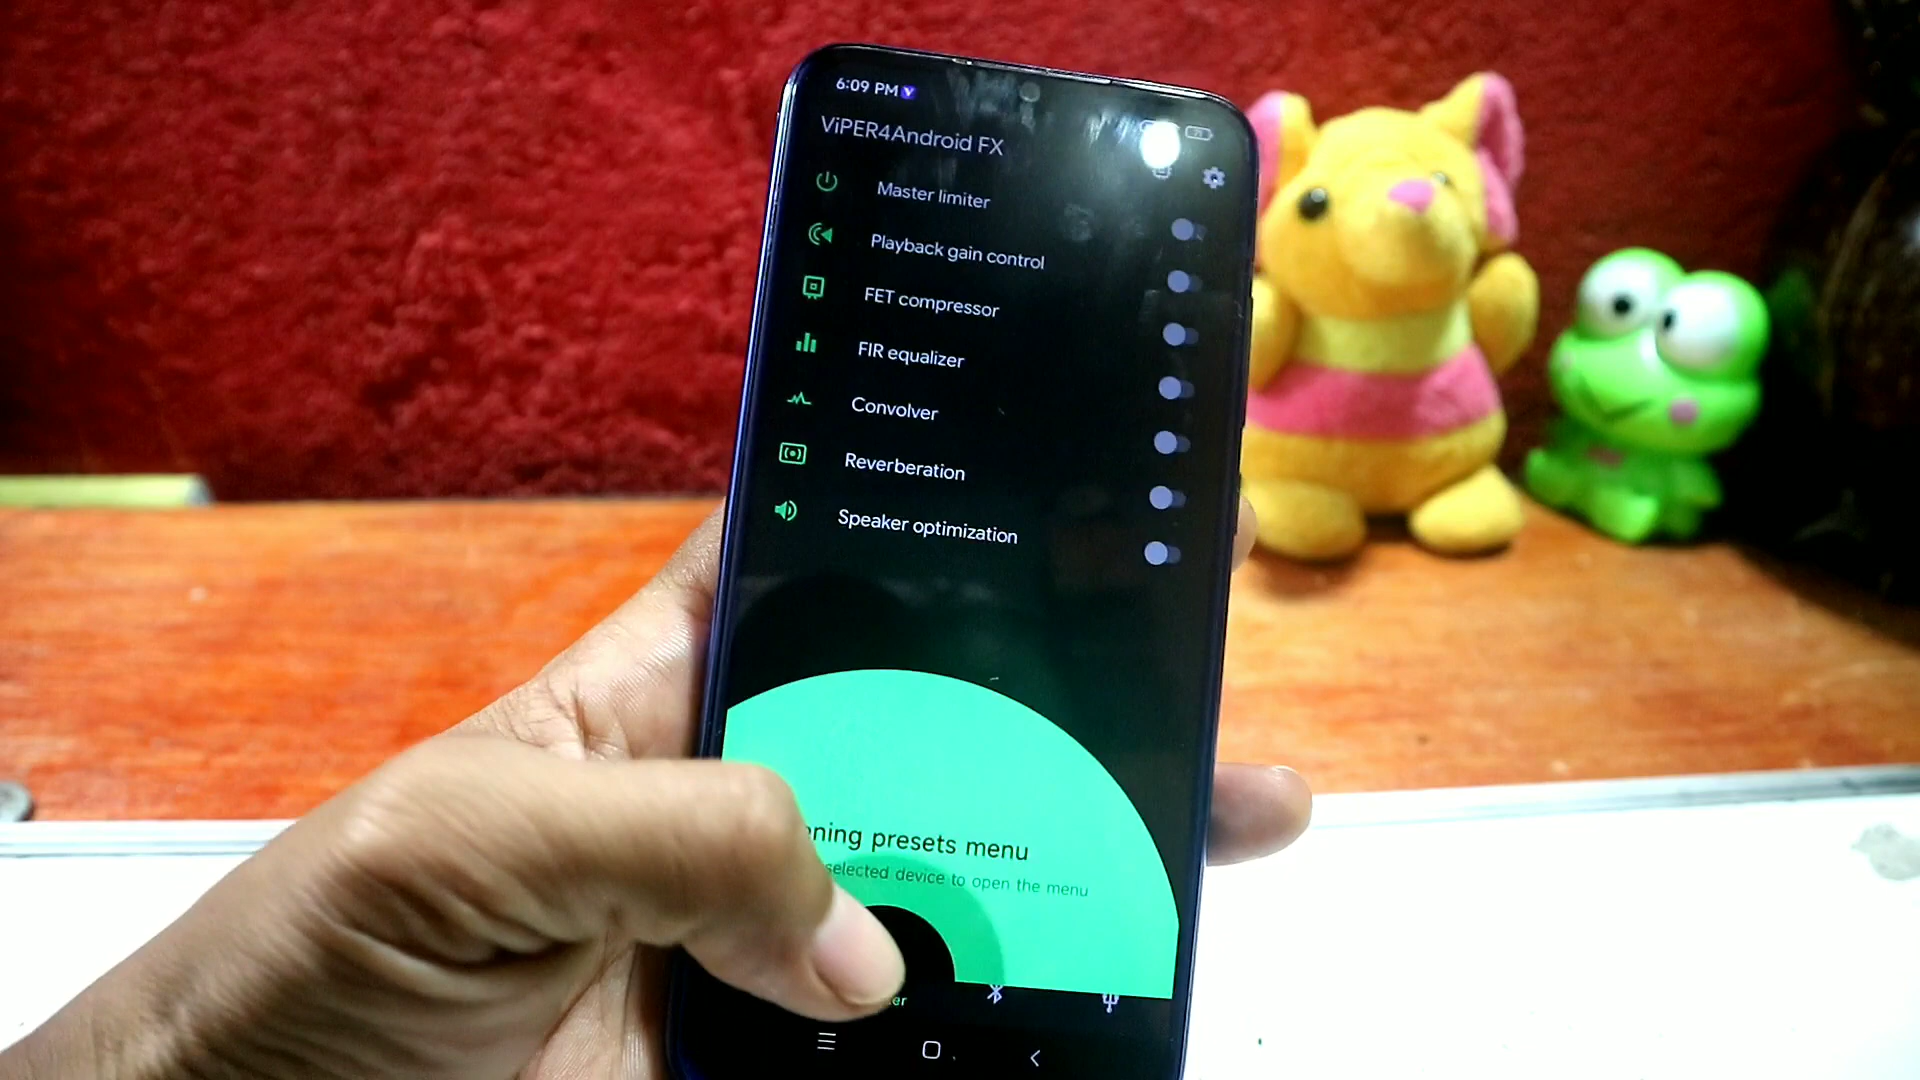 6:09 PM
ViPER4Android FX
Master limiter
Playback gain control
FET compressor
FIR equalizer
Convolver
Reverberation
Speaker optimization
presets menu
selected device to open the menu